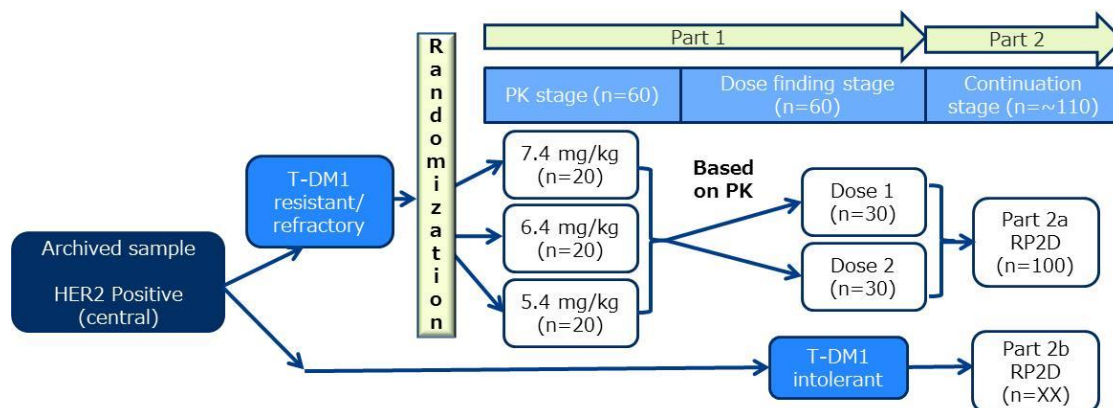 Part 1
Part 2
PK stage (n=60)
Dose finding stage
(n=60)
Continuation
stage (n=~110)
Randomization
7.4 mg/kg
(n=20)
6.4 mg/kg
(n=20)
5.4 mg/kg
(n=20)
Based
on PK
Dose 1
(n=30)
Dose 2
(n=30)
Part 2a
RP2D
(n=100)
T-DM1
resistant/
refractory
Archived sample
HER2 Positive
(central)
T-DM1
intolerant
Part 2b
RP2D
(n=XX)